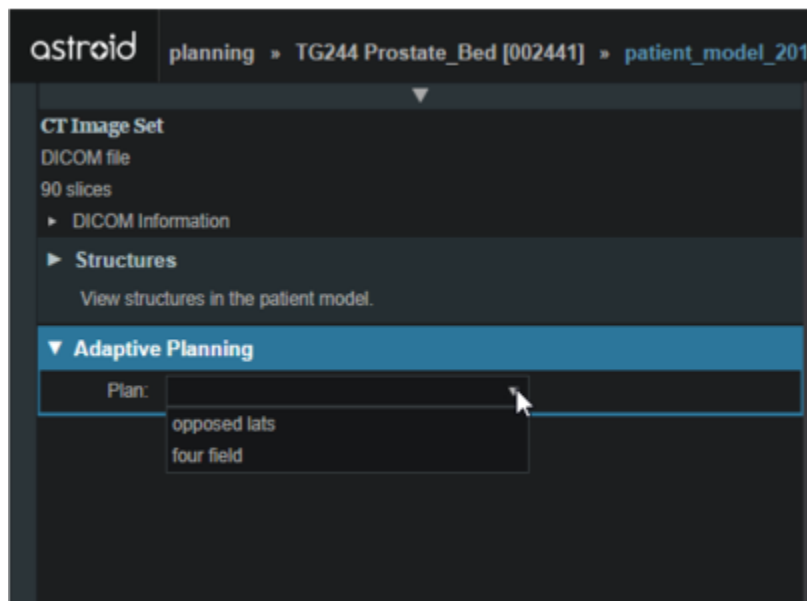 astroid planning » TG244 Prostate_Bed [002441] » patient_model_201
CT Image Set
DICOM file
90 slices
DICOM Information
Structures
View structures in the patient model.
Adaptive Planning
Plan:
opposed lats
four field